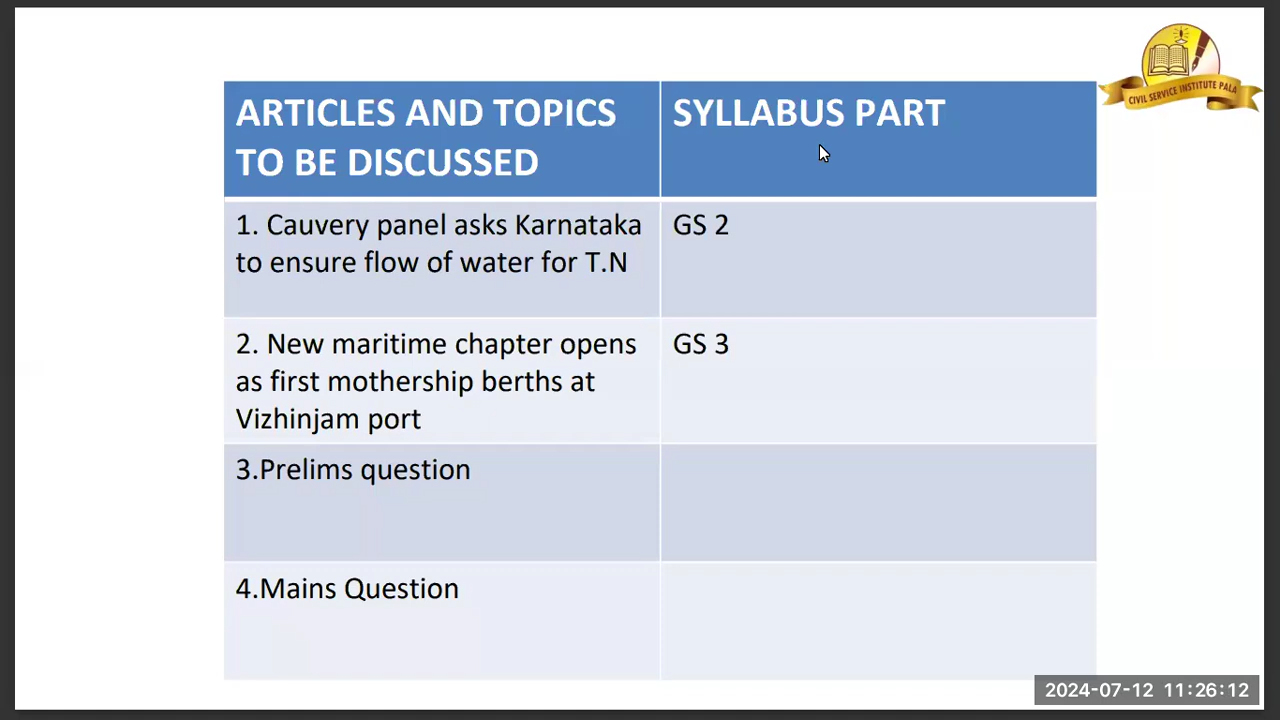 CIVIL SERVICE INSTITUTE PALA
ARTICLES AND TOPICS
TO BE DISCUSSED
SYLLABUS PART
1. Cauvery panel asks Karnataka
to ensure flow of water for T.N
GS 2
2. New maritime chapter opens
as first mothership berths at
Vizhinjam port
GS 3
3.Prelims question
4.Mains Question
2024-07-12 11:26:12